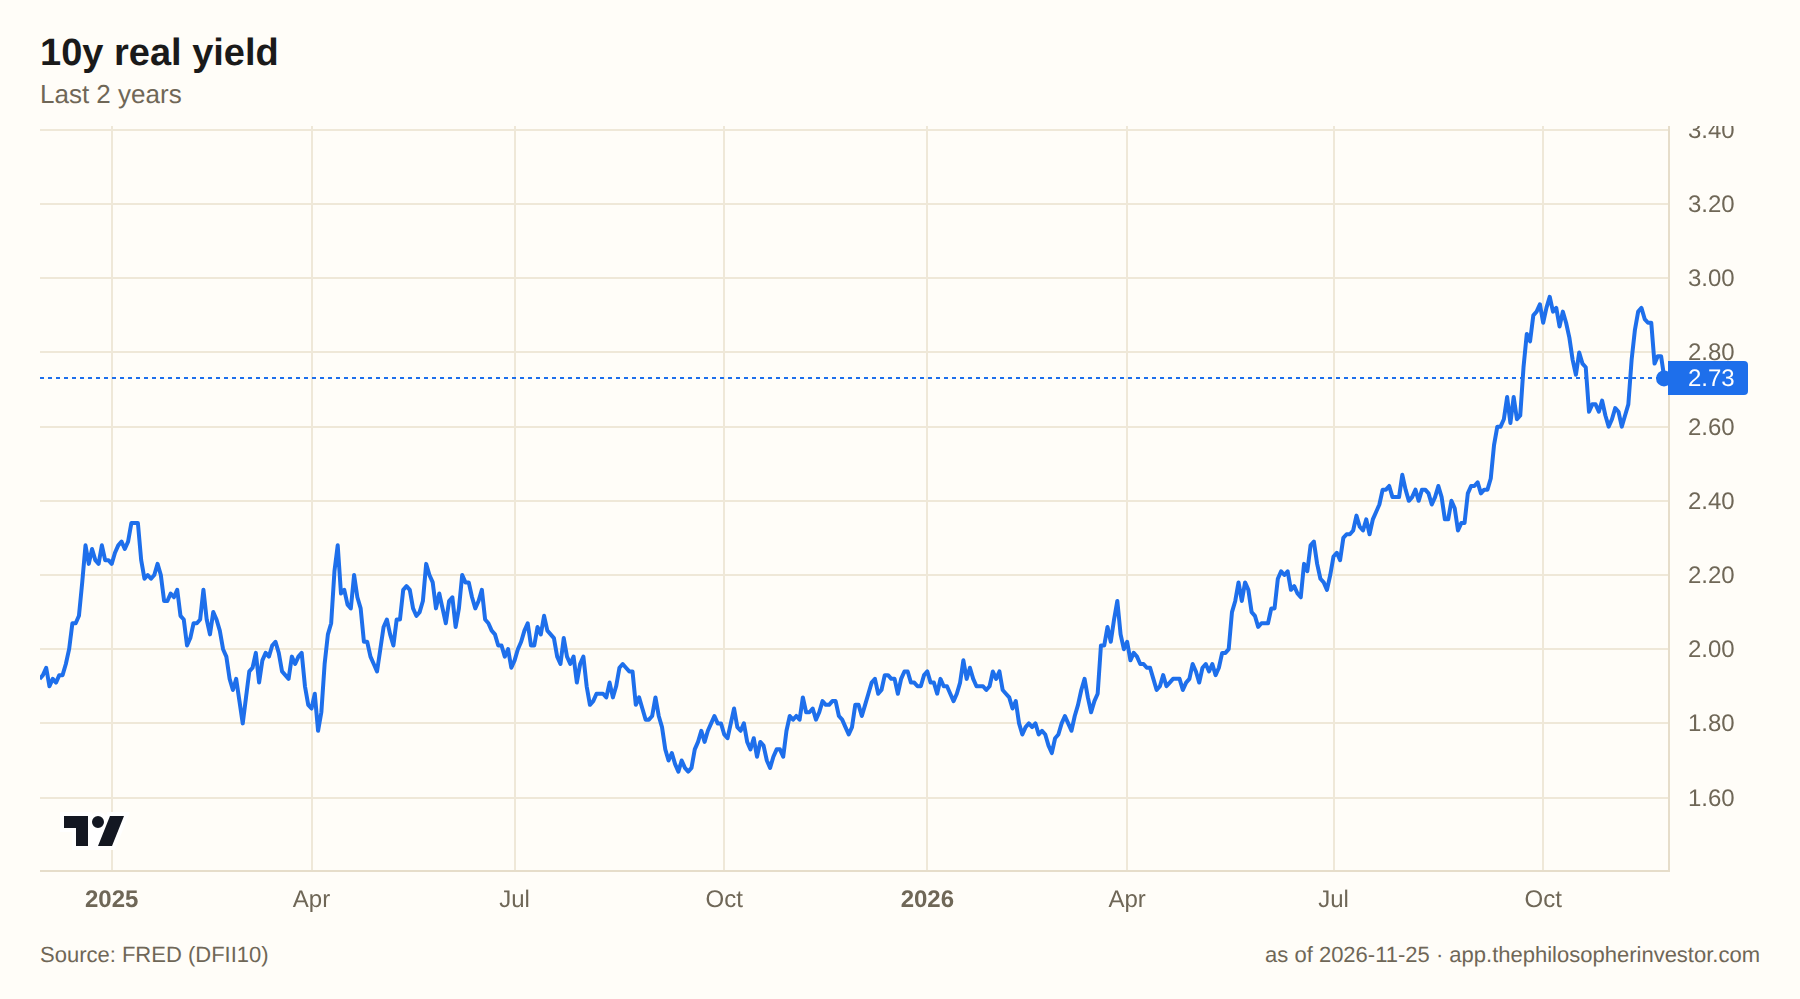 10y real yield
Last 2 years
3.40
3.20
3.00
2.80
2.73
2.60
2.40
2.20
2.00
1.80
1.60
2025 Apr Jul Oct 2026 Apr Jul Oct
Source: FRED (DFII10)
as of 2026-11-25 · app.thephilosopherinvestor.com